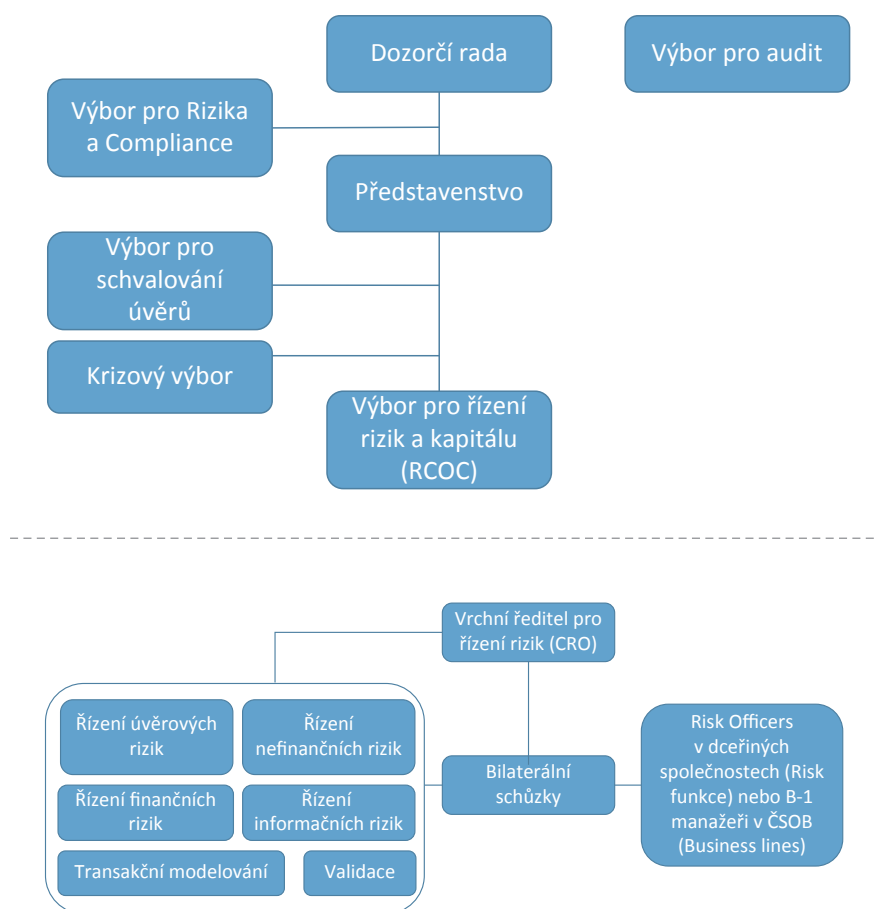 Dozorčí rada
Výbor pro audit
Výbor pro Rizika
a Compliance
Představenstvo
Výbor pro
schvalování
úvěrů
Krizový výbor
Výbor pro řízení
rizik a kapitálu
(RCOC)
Vrchní ředitel pro
řízení rizik (CRO)
Řízení úvěrových
rizik
Řízení
nefinančních rizik
Řízení finančních
rizik
Řízení
informačních rizik
Transakční modelování
Validace
Bilaterální
schůzky
Risk Officers
v dceřiných
společnostech (Risk
funkce) nebo B-1
manažeři v ČSOB
(Business lines)